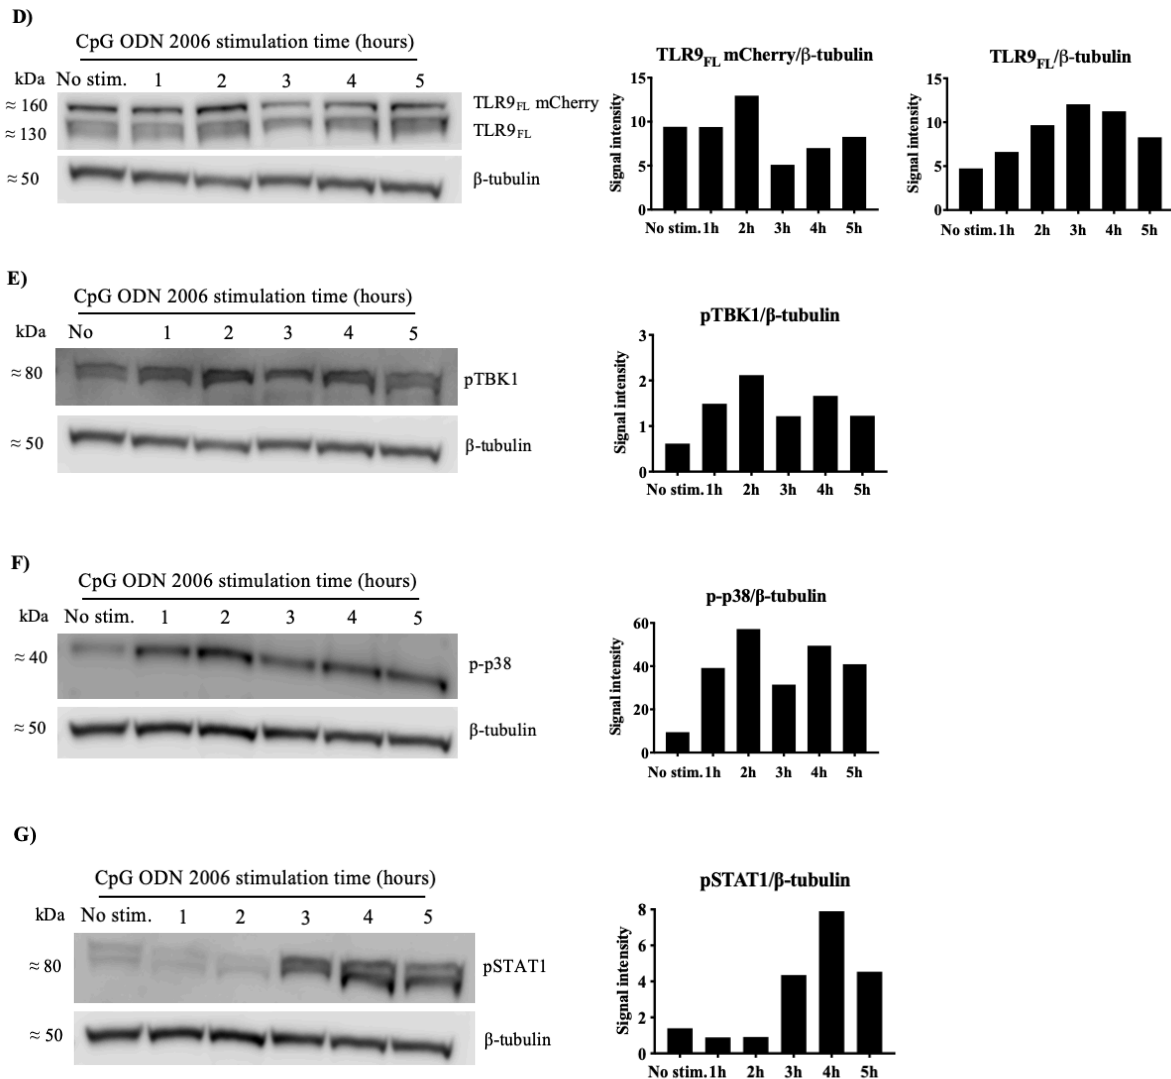 D)
CpG ODN 2006 stimulation time (hours)
kDa No stim. 1 2 3 4 5
≈ 160 TLR9FL mCherry
≈ 130 TLR9FL
≈ 50 β-tubulin
TLR9FL mCherry/β-tubulin
Signal intensity
15
10
5
0
No stim. 1h 2h 3h 4h 5h
TLR9FL/β-tubulin
Signal intensity
15
10
5
0
No stim. 1h 2h 3h 4h 5h
E)
CpG ODN 2006 stimulation time (hours)
kDa No 1 2 3 4 5
≈ 80 pTBK1
≈ 50 β-tubulin
pTBK1/β-tubulin
Signal intensity
3
2
1
0
No stim. 1h 2h 3h 4h 5h
F)
CpG ODN 2006 stimulation time (hours)
kDa No stim. 1 2 3 4 5
≈ 40 p-p38
≈ 50 β-tubulin
p-p38/β-tubulin
Signal intensity
60
40
20
0
No stim. 1h 2h 3h 4h 5h
G)
CpG ODN 2006 stimulation time (hours)
kDa No stim. 1 2 3 4 5
≈ 80 pSTAT1
≈ 50 β-tubulin
pSTAT1/β-tubulin
Signal intensity
8
6
4
2
0
No stim. 1h 2h 3h 4h 5h